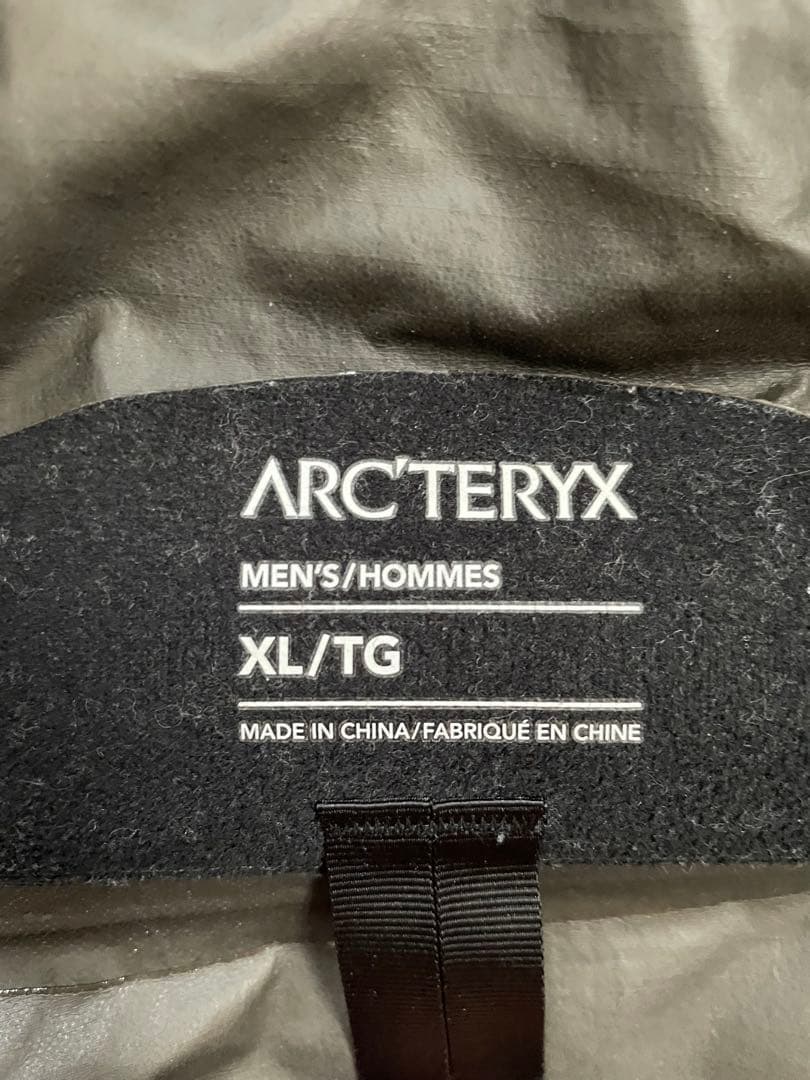 ARC'TERYX
MEN'S/HOMMES
XL/TG
MADE IN CHINA/FABRIQUÉ EN CHINE